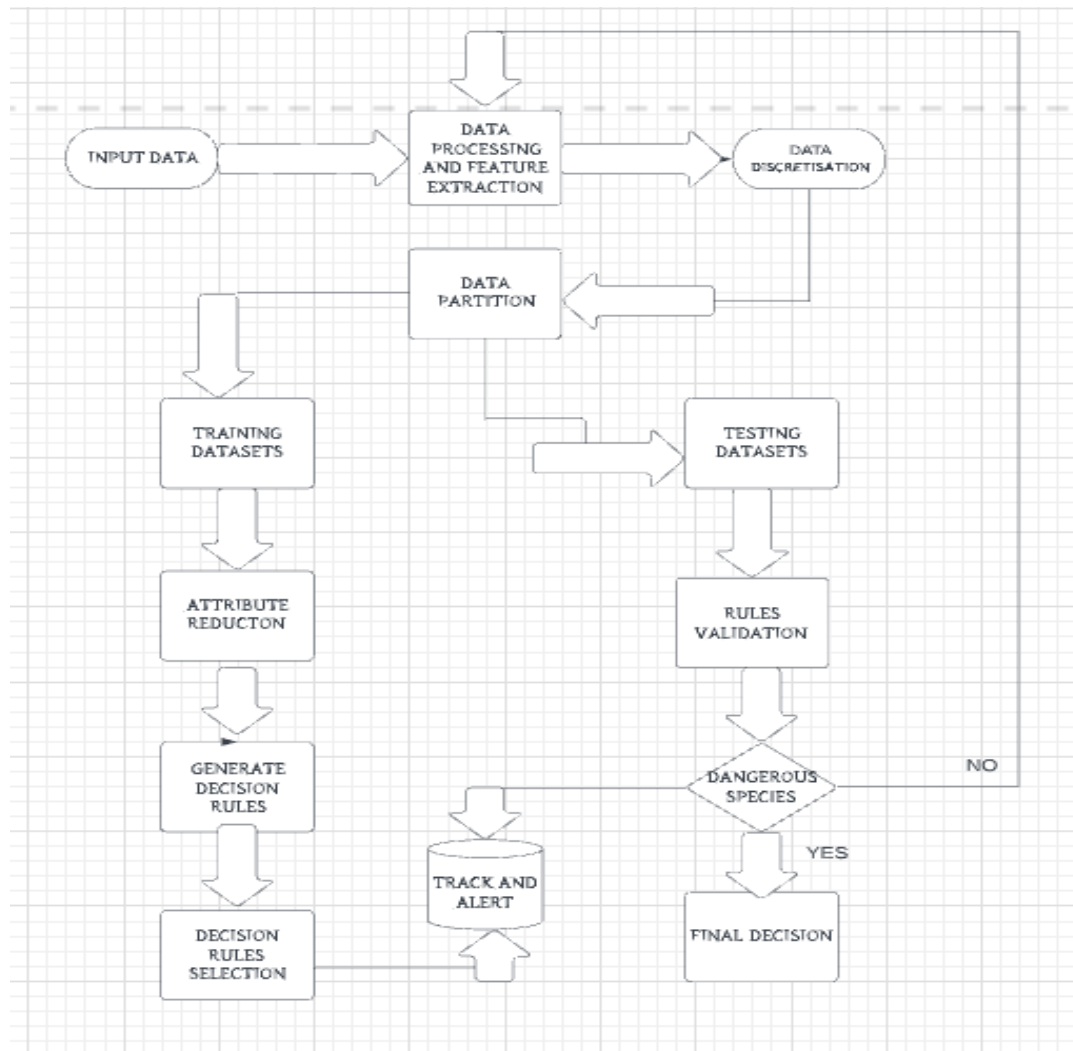 DATA
PROCESSING
AND FEATURE
EXTRACTION
INPUT DATA
DATA
DISCRETISATION
DATA
PARTITION
TRAINING
DATASETS
TESTING
DATASETS
ATTRIBUTE
REDUCTON
RULES
VALIDATION
GENERATE
DECISION
RULES
DANGEROUS
SPECIES
NO
YES
TRACK AND
ALERT
FINAL DECISION
DECISION
RULES
SELECTION